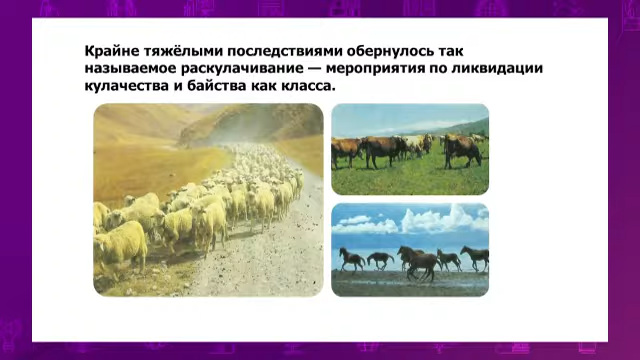 Крайне тяжёлыми последствиями обернулось так
называемое раскулачивание — мероприятия по ликвидации
кулачества и байства как класса.